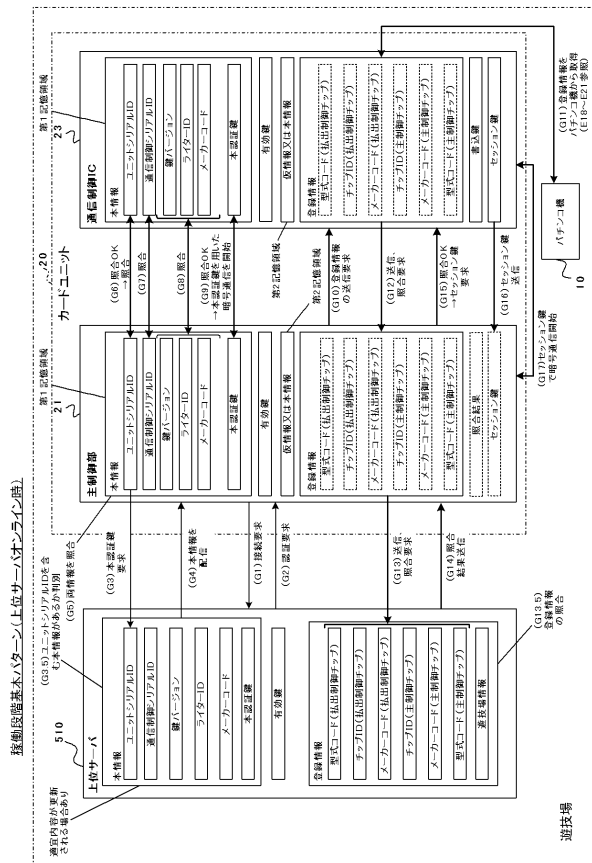 稼働段階基本パターン(上位サーバオンライン時)
適宜内容が更新
される場合あり
510
(G3.5)ユニットシリアルIDを含
む本情報があるか判別
上位サーバ
本情報
ユニットシリアルID
通信制御シリアルID
鍵バージョン
ライターID
メーカーコード
本認証鍵
有効鍵
登録情報
型式コード(払出制御チップ)
チップID(払出制御チップ)
メーカーコード(払出制御チップ)
チップID(主制御チップ)
メーカーコード(主制御チップ)
型式コード(主制御チップ)
遊技場情報
(G13.5)
登録情報
の照合
遊技場
(G5)両情報を照合
(G3)本認証鍵
要求
(G4)本情報を
配信
(G1)接続要求
(G2)認証要求
(G13)送信、
照合要求
(G14)照合
結果送信
カードユニット
20
21
第1記憶領域
主制御部
本情報
ユニットシリアルID
通信制御シリアルID
鍵バージョン
ライターID
メーカーコード
本認証鍵
有効鍵
仮情報又は本情報
第2記憶領域
登録情報
型式コード(払出制御チップ)
チップID(払出制御チップ)
メーカーコード(払出制御チップ)
チップID(主制御チップ)
メーカーコード(主制御チップ)
型式コード(主制御チップ)
照合結果
セッション鍵
(G6)照合OK
→照合
(G7)照合
(G8)照合
(G9)照合OK
→本認証鍵を用いた
暗号通信を開始
第2記憶領域
(G10)登録情報
の送信要求
(G12)送信、
照合要求
(G15)照合OK
→セッション鍵
要求
(G16)セッション鍵
送信
(G17)セッション鍵
で暗号通信開始
23
第1記憶領域
通信制御IC
本情報
ユニットシリアルID
通信制御シリアルID
鍵バージョン
ライターID
メーカーコード
本認証鍵
有効鍵
仮情報又は本情報
登録情報
型式コード(払出制御チップ)
チップID(払出制御チップ)
メーカーコード(払出制御チップ)
チップID(主制御チップ)
メーカーコード(主制御チップ)
型式コード(主制御チップ)
書込鍵
セッション鍵
(G11)登録情報を
パチンコ機から取得
(E18~E21参照)
パチンコ機
10